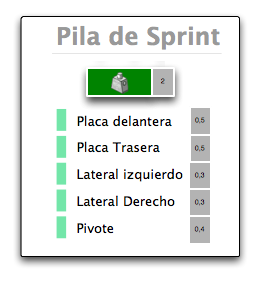 Pila de Sprint
2
Placa delantera 0,5
Placa Trasera 0,5
Lateral izquierdo 0,3
Lateral Derecho 0,3
Pivote 0,4